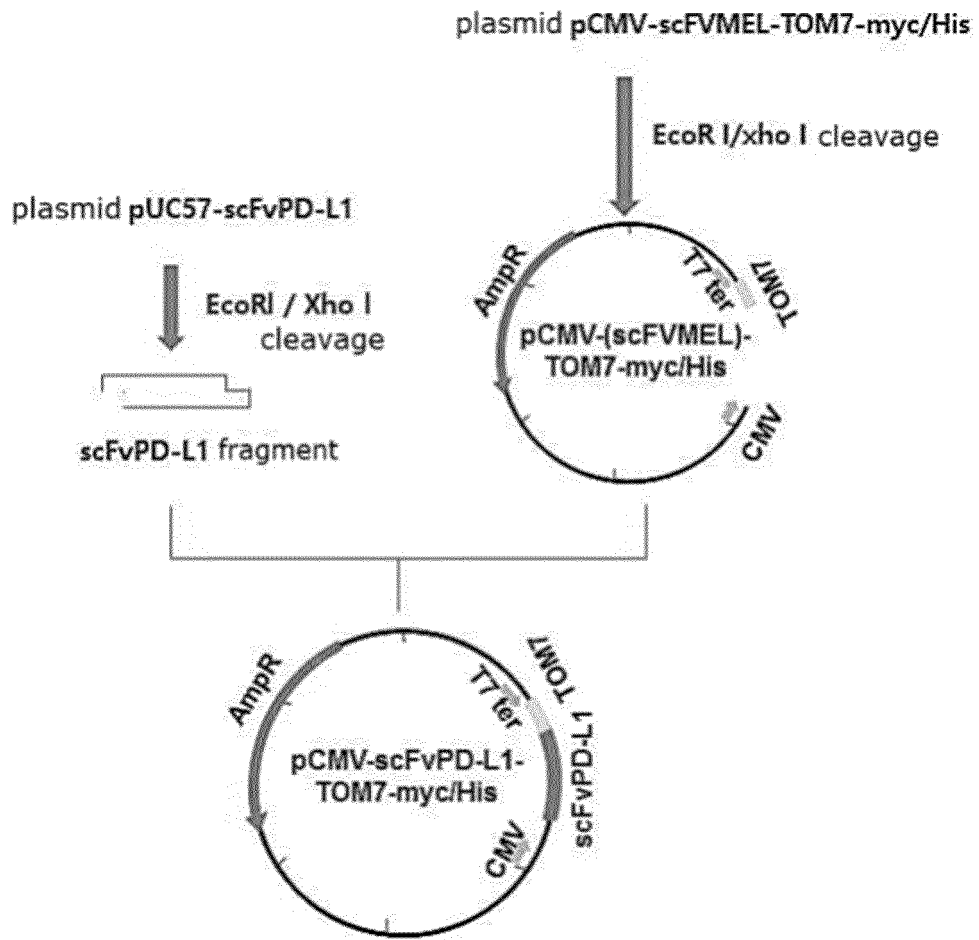 plasmid pCMV-scFVMEL-TOM7-myc/His
EcoR I/xho I cleavage
plasmid pUC57-scFvPD-L1
EcoRI / Xho I
cleavage
scFvPD-L1 fragment
AmpR
T7 ter
TOM7
pCMV-(scFVMEL)-
TOM7-myc/His
CMV
AmpR
T7 ter
TOM7
scFvPD-L1
pCMV-scFvPD-L1-
TOM7-myc/His
CMV